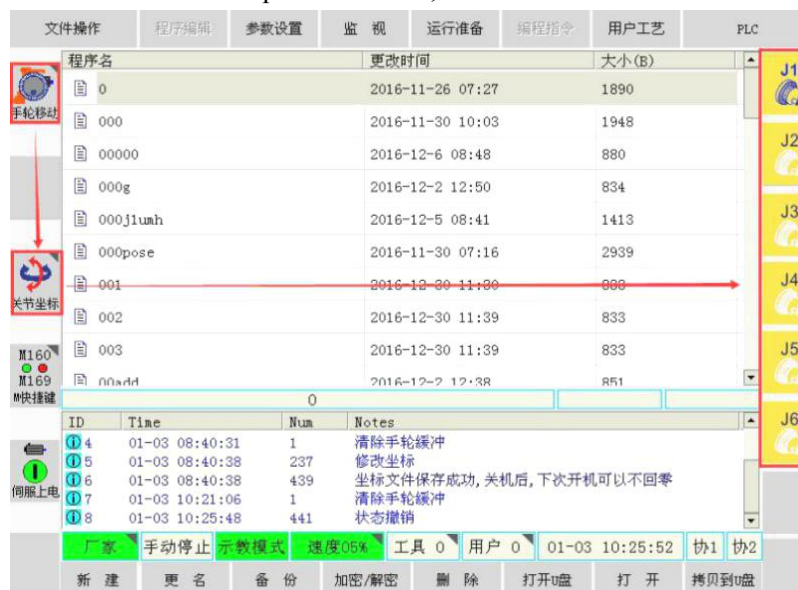 文件操作 程序编辑 参数设置 监 视 运行准备 编程指令 用户工艺 PLC
程序名 更改时间 大小(B)
0 2016-11-26 07:27 1890
000 2016-11-30 10:03 1948
00000 2016-12-6 08:48 880
000g 2016-12-2 12:50 834
000jlumh 2016-12-5 08:41 1413
000pose 2016-11-30 07:16 2939
001 2016-12-30 11:30 833
002 2016-12-30 11:39 833
003 2016-12-30 11:39 833
00add 2016-12-2 12:38 851
0
手轮移动
关节坐标
M160
M169
M快捷键
伺服上电
J1
J2
J3
J4
J5
J6
ID Time Num Notes
4 01-03 08:40:31 1 清除手轮缓冲
5 01-03 08:40:38 237 修改坐标
6 01-03 08:40:38 439 坐标文件保存成功,关机后,下次开机可以不回零
7 01-03 10:21:06 1 清除手轮缓冲
8 01-03 10:25:48 441 状态撤销
厂家 手动停止 示教模式 速度05% 工具 0 用户 0 01-03 10:25:52 协1 协2
新 建 更 名 备 份 加密/解密 删 除 打开U盘 打 开 拷贝到U盘